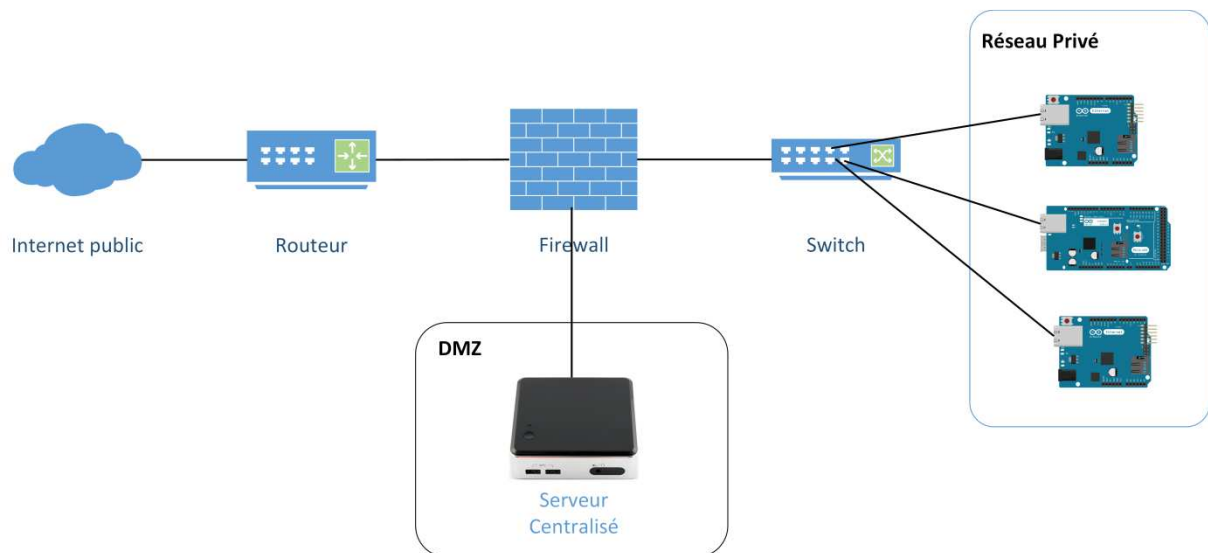 Réseau Privé
Internet public
Routeur
Firewall
Switch
DMZ
Serveur
Centralisé